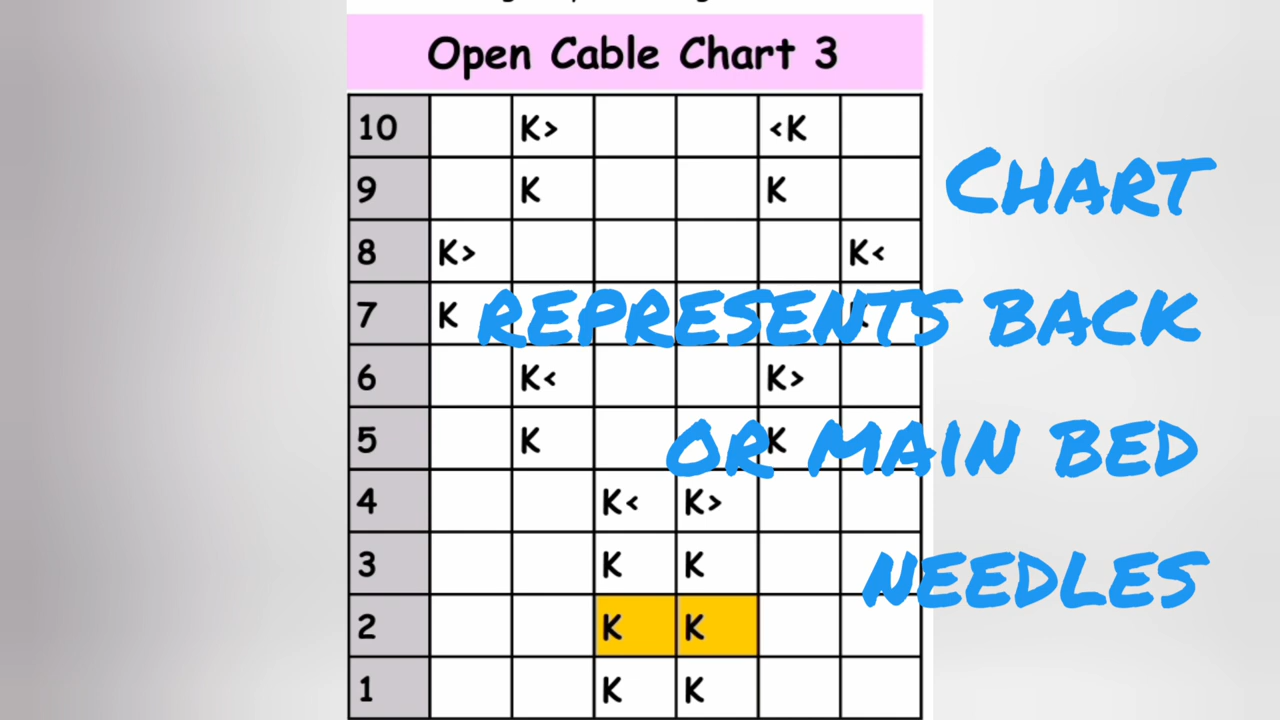 Open Cable Chart 3
10 K> <K
9 K K
8 K> K<
7 K
6 K< K>
5 K K
4 K< K>
3 K K
2 K K
1 K K
CHART
REPRESENTS BACK
OR MAIN BED
NEEDLES